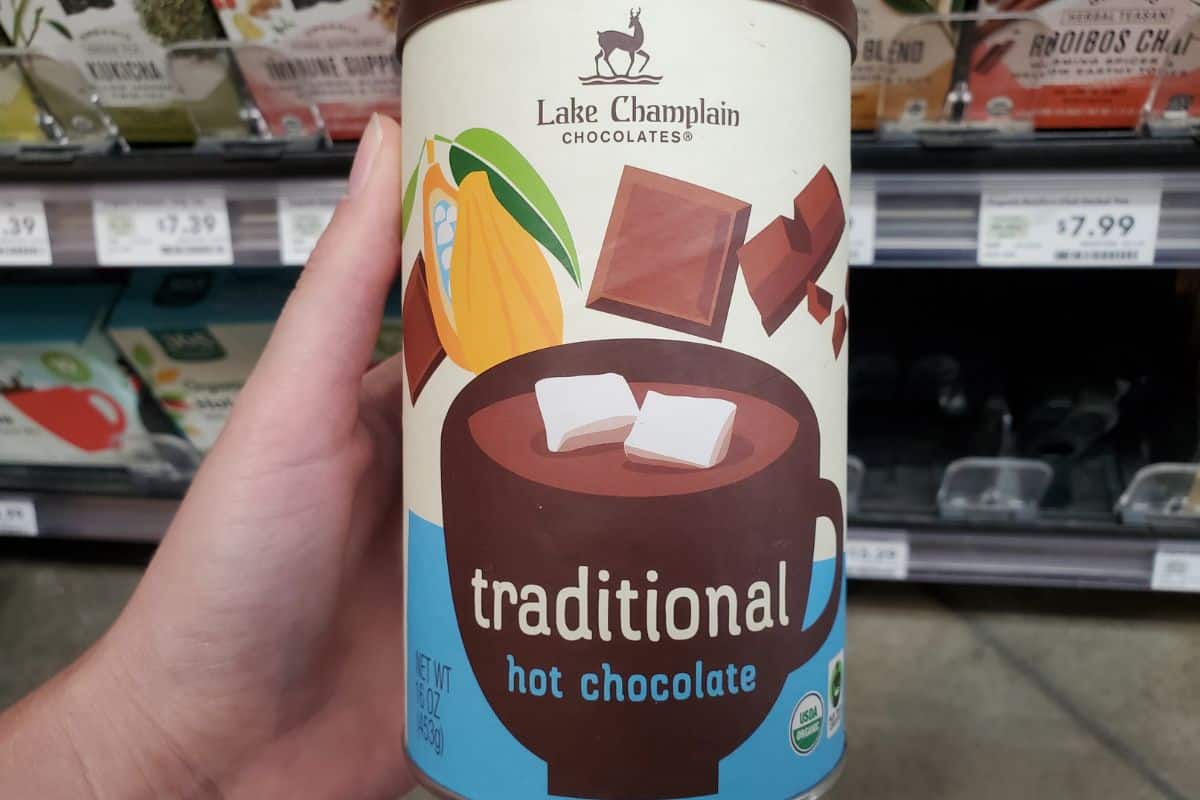 KUKICHA
IMMUNE SUPP
BLEND
HERBAL TEASAN
ROOIBOS CHAI
.39
$7.39
$7.99
Lake Champlain
CHOCOLATES®
traditional
hot chocolate
NET WT
16 OZ
(453g)
USDA
ORGANIC